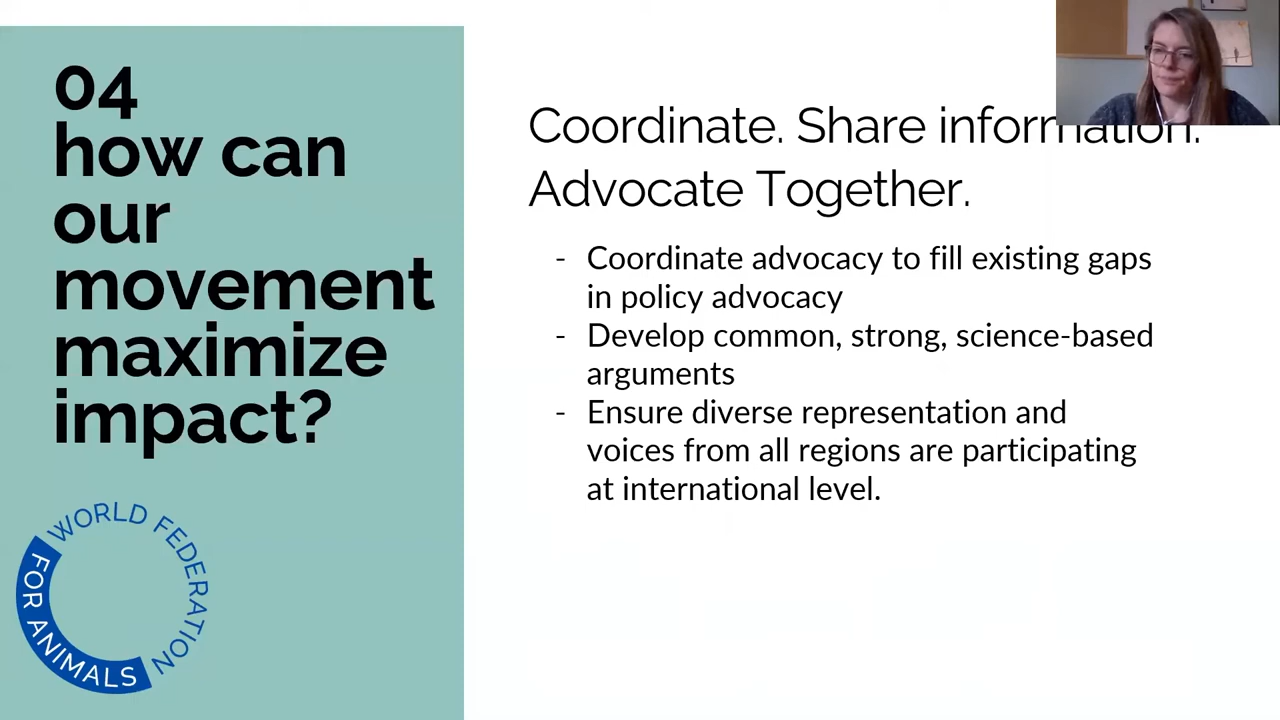 04
how can
our
movement
maximize
impact?
WORLD FEDERATION
FOR ANIMALS
Coordinate. Share information.
Advocate Together.
- Coordinate advocacy to fill existing gaps
in policy advocacy
- Develop common, strong, science-based
arguments
- Ensure diverse representation and
voices from all regions are participating
at international level.